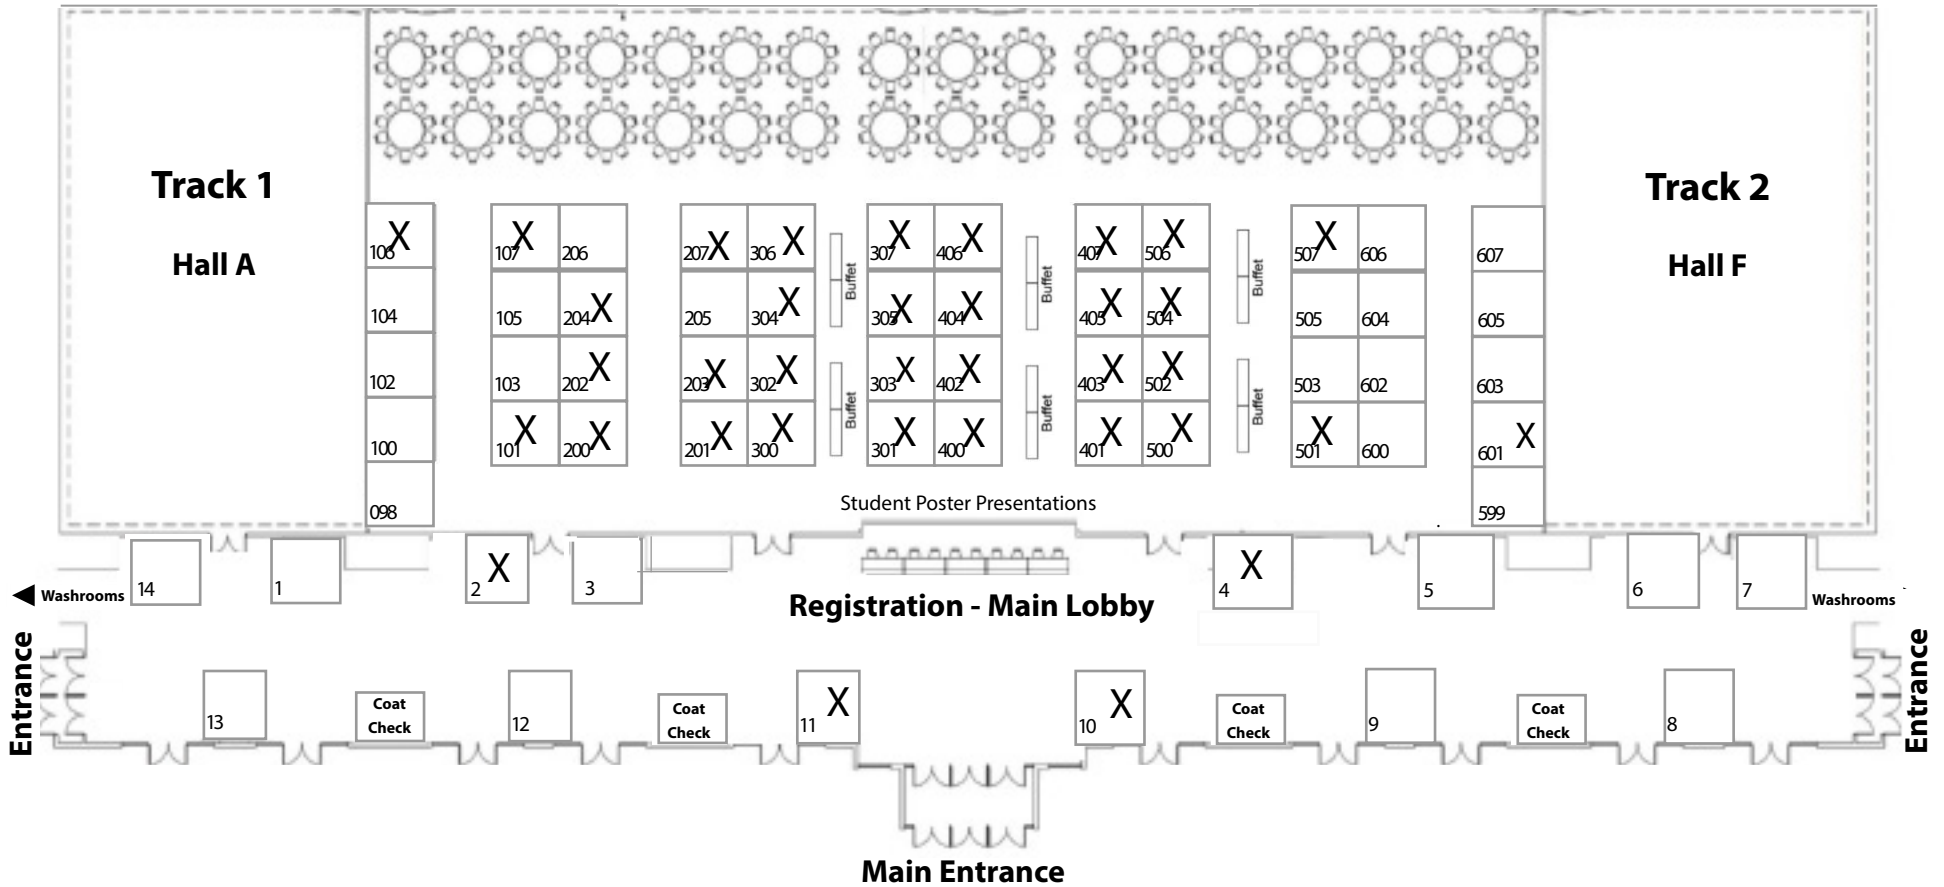 Track 1
Hall A
Track 2
Hall F
106 X
107 X
206
207 X
306 X
307 X
406 X
407 X
506 X
507 X
606
607
104
105
204 X
205
304 X
305 X
404 X
405 X
504 X
505
604
605
102
103
202 X
203 X
302 X
303 X
402 X
403 X
502 X
503
602
603
100
101 X
200 X
201 X
300 X
301 X
400 X
401 X
500 X
501 X
600
601 X
098
599
Buffet
Buffet
Buffet
Buffet
Buffet
Buffet
Student Poster Presentations
Washrooms
14
1
2 X
3
4 X
5
6
7
Washrooms
Registration - Main Lobby
Entrance
13
Coat
Check
12
Coat
Check
11 X
10 X
Coat
Check
9
Coat
Check
8
Entrance
Main Entrance